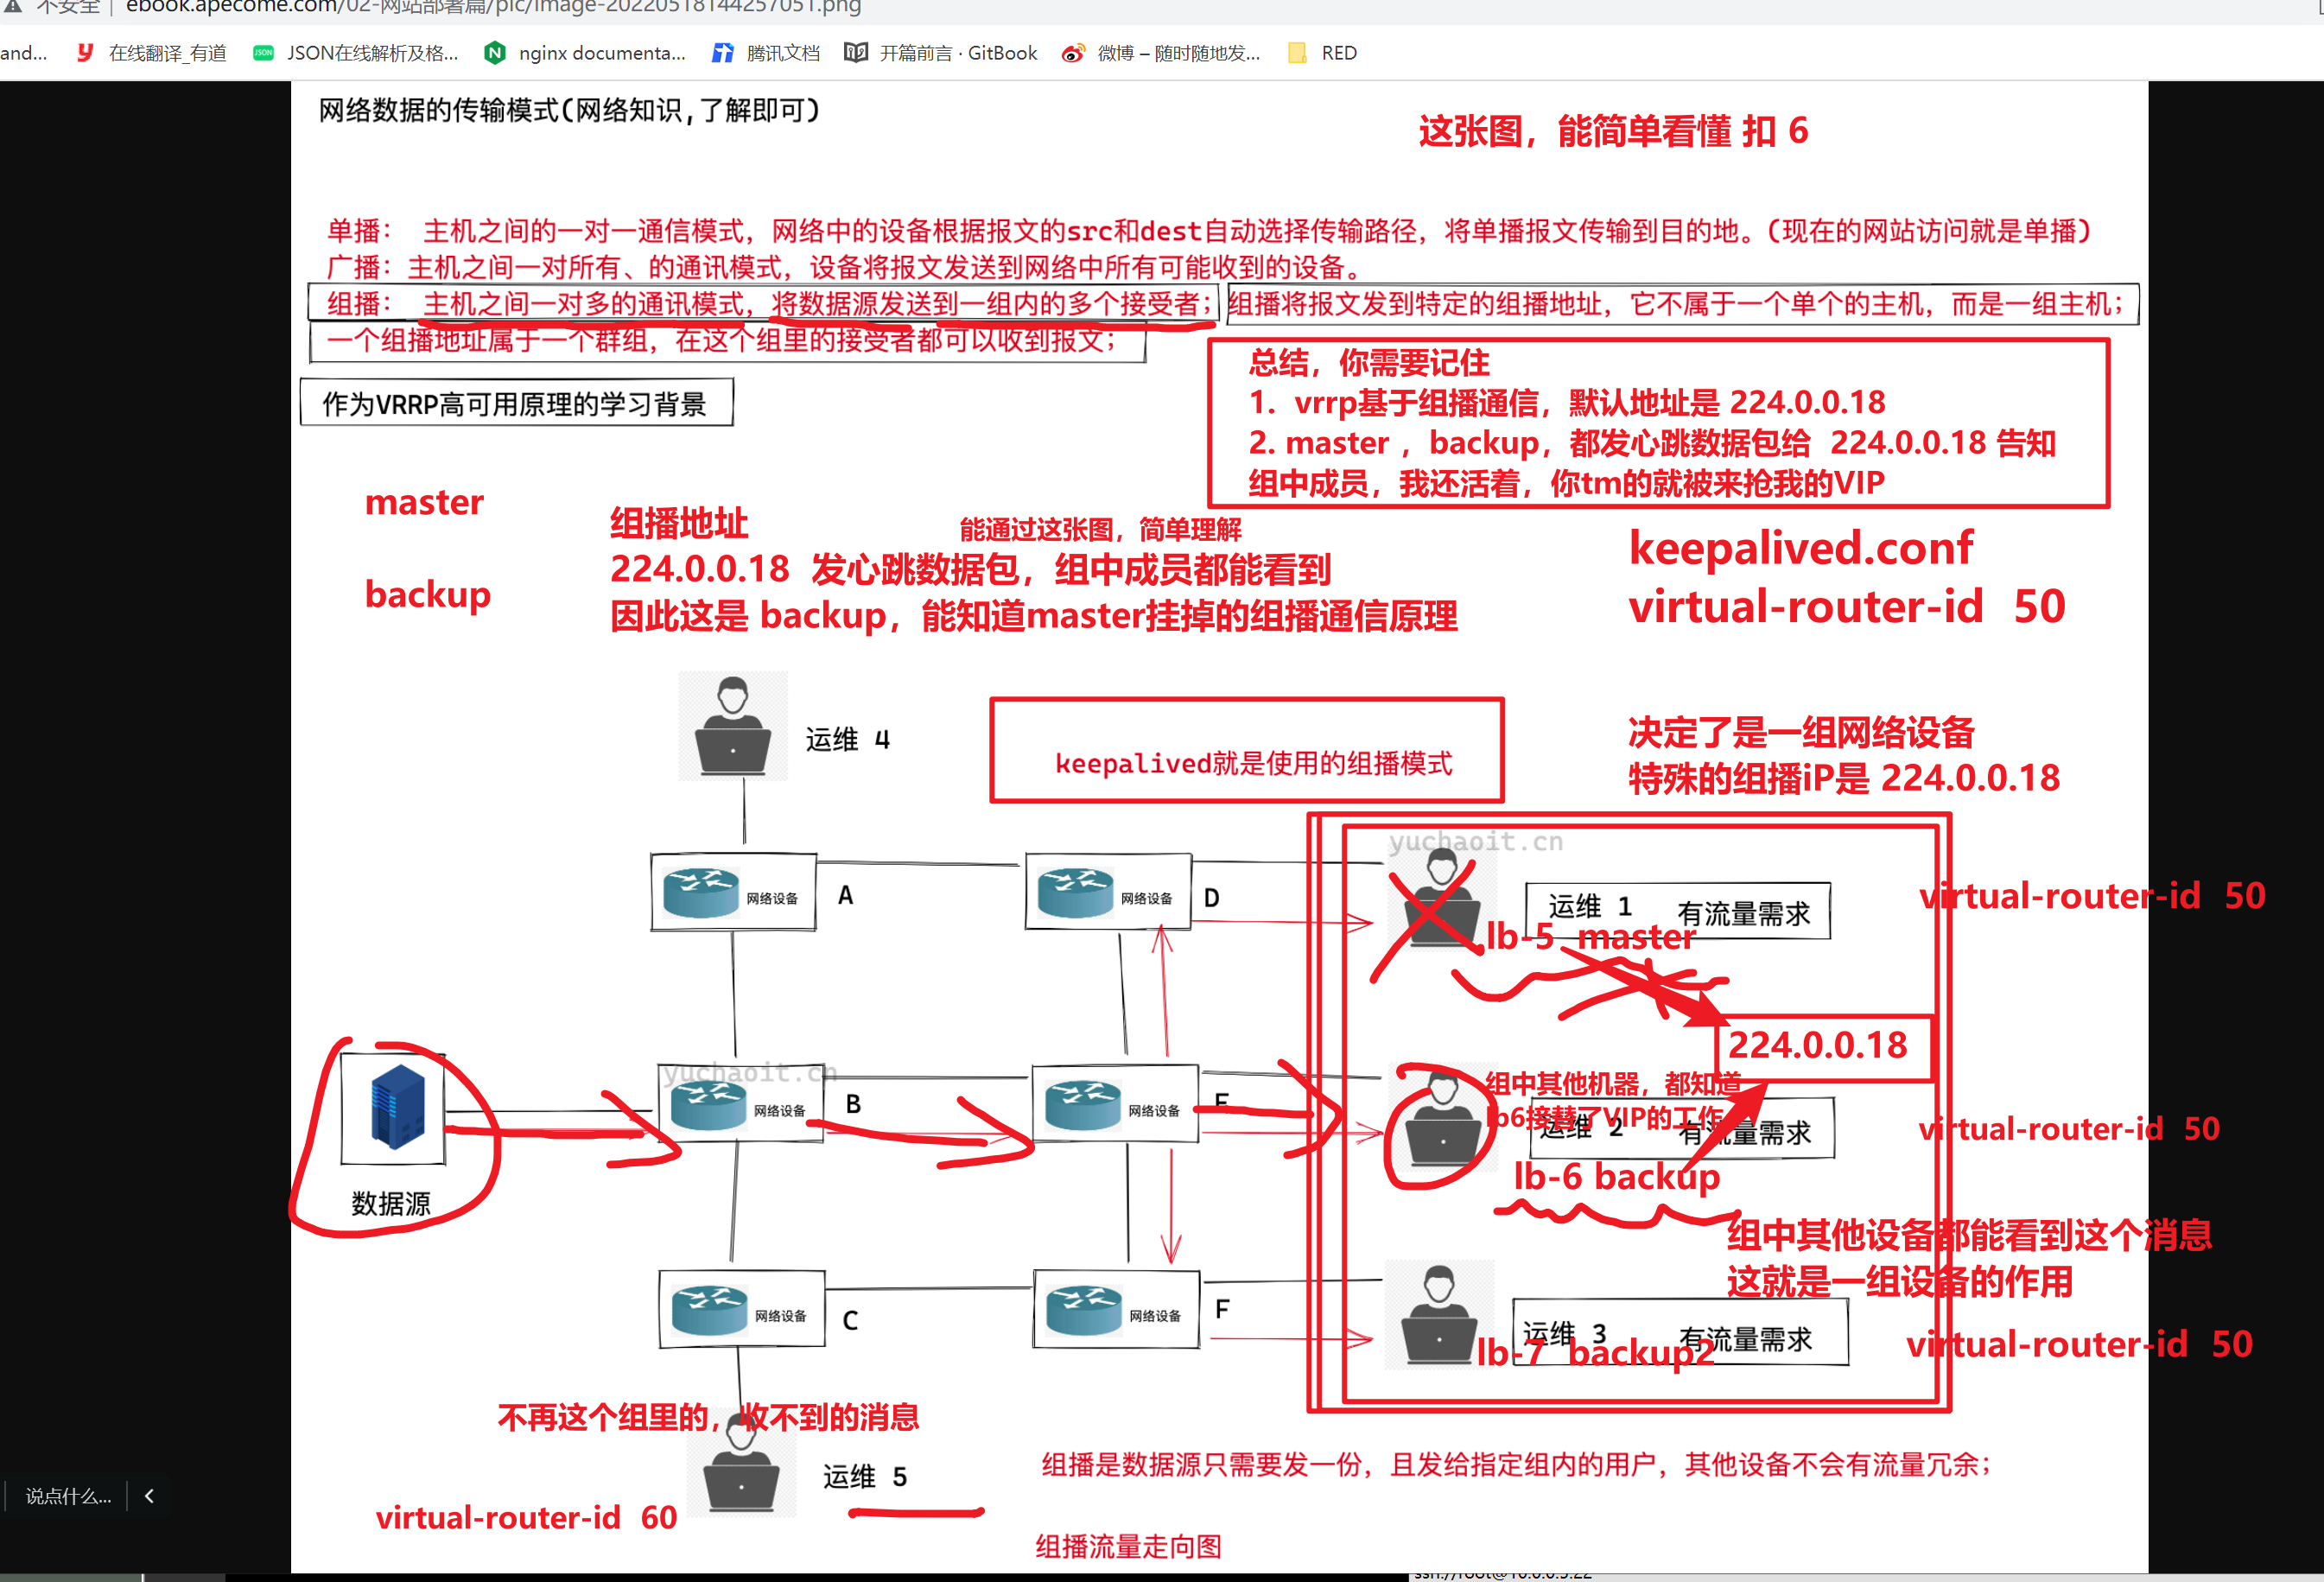 不安全 ebook.apecome.com/02-网站部署篇/pic/image-20220518144257051.png
and... 在线翻译_有道 JSON在线解析及格... nginx documenta... 腾讯文档 开篇前言 · GitBook 微博 – 随时随地发... RED
网络数据的传输模式(网络知识,了解即可)
这张图，能简单看懂 扣 6
单播： 主机之间的一对一通信模式，网络中的设备根据报文的src和dest自动选择传输路径，将单播报文传输到目的地。(现在的网站访问就是单播)
广播：主机之间一对所有、的通讯模式，设备将报文发送到网络中所有可能收到的设备。
组播： 主机之间一对多的通讯模式，将数据源发送到一组内的多个接受者；组播将报文发到特定的组播地址，它不属于一个单个的主机，而是一组主机；
一个组播地址属于一个群组，在这个组里的接受者都可以收到报文；
作为VRRP高可用原理的学习背景
总结，你需要记住
1. vrrp基于组播通信，默认地址是 224.0.0.18
2. master ，backup，都发心跳数据包给 224.0.0.18 告知
组中成员，我还活着，你tm的就被来抢我的VIP
master
backup
组播地址
能通过这张图，简单理解
224.0.0.18 发心跳数据包，组中成员都能看到
因此这是 backup，能知道master挂掉的组播通信原理
keepalived.conf
virtual-router-id 50
运维 4
keepalived就是使用的组播模式
决定了是一组网络设备
特殊的组播iP是 224.0.0.18
yuchaoit.cn
网络设备 A
网络设备 D
运维 1 有流量需求
virtual-router-id 50
lb-5 master
224.0.0.18
yuchaoit.cn
网络设备 B
网络设备 E
组中其他机器，都知道
lb6接替了VIP的工作
运维 2 有流量需求
virtual-router-id 50
lb-6 backup
数据源
组中其他设备都能看到这个消息
这就是一组设备的作用
网络设备 C
网络设备 F
运维 3 有流量需求
lb-7 backup2
virtual-router-id 50
不再这个组里的，收不到的消息
运维 5
virtual-router-id 60
组播是数据源只需要发一份，且发给指定组内的用户，其他设备不会有流量冗余；
组播流量走向图
说点什么...